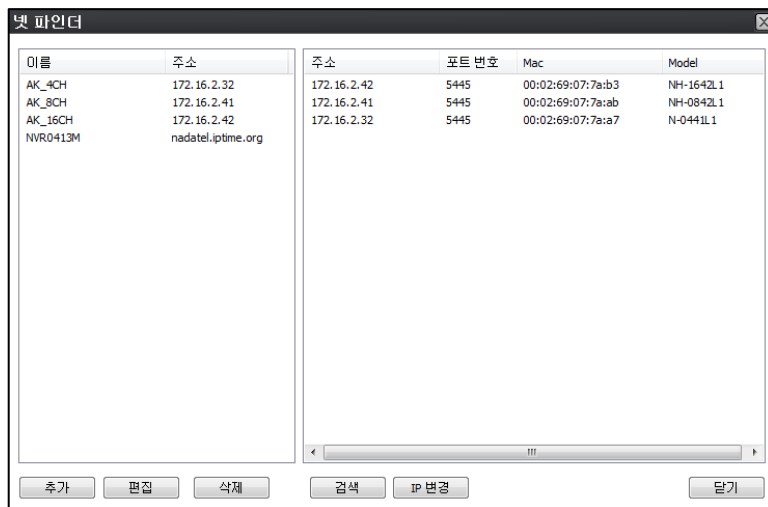 넷 파인더
이름 주소
AK_4CH 172.16.2.32
AK_8CH 172.16.2.41
AK_16CH 172.16.2.42
NVR0413M nadatel.iptime.org
주소 포트 번호 Mac Model
172.16.2.42 5445 00:02:69:07:7a:b3 NH-1642L1
172.16.2.41 5445 00:02:69:07:7a:ab NH-0842L1
172.16.2.32 5445 00:02:69:07:7a:a7 N-0441L1
추가 편집 삭제 검색 IP 변경 닫기